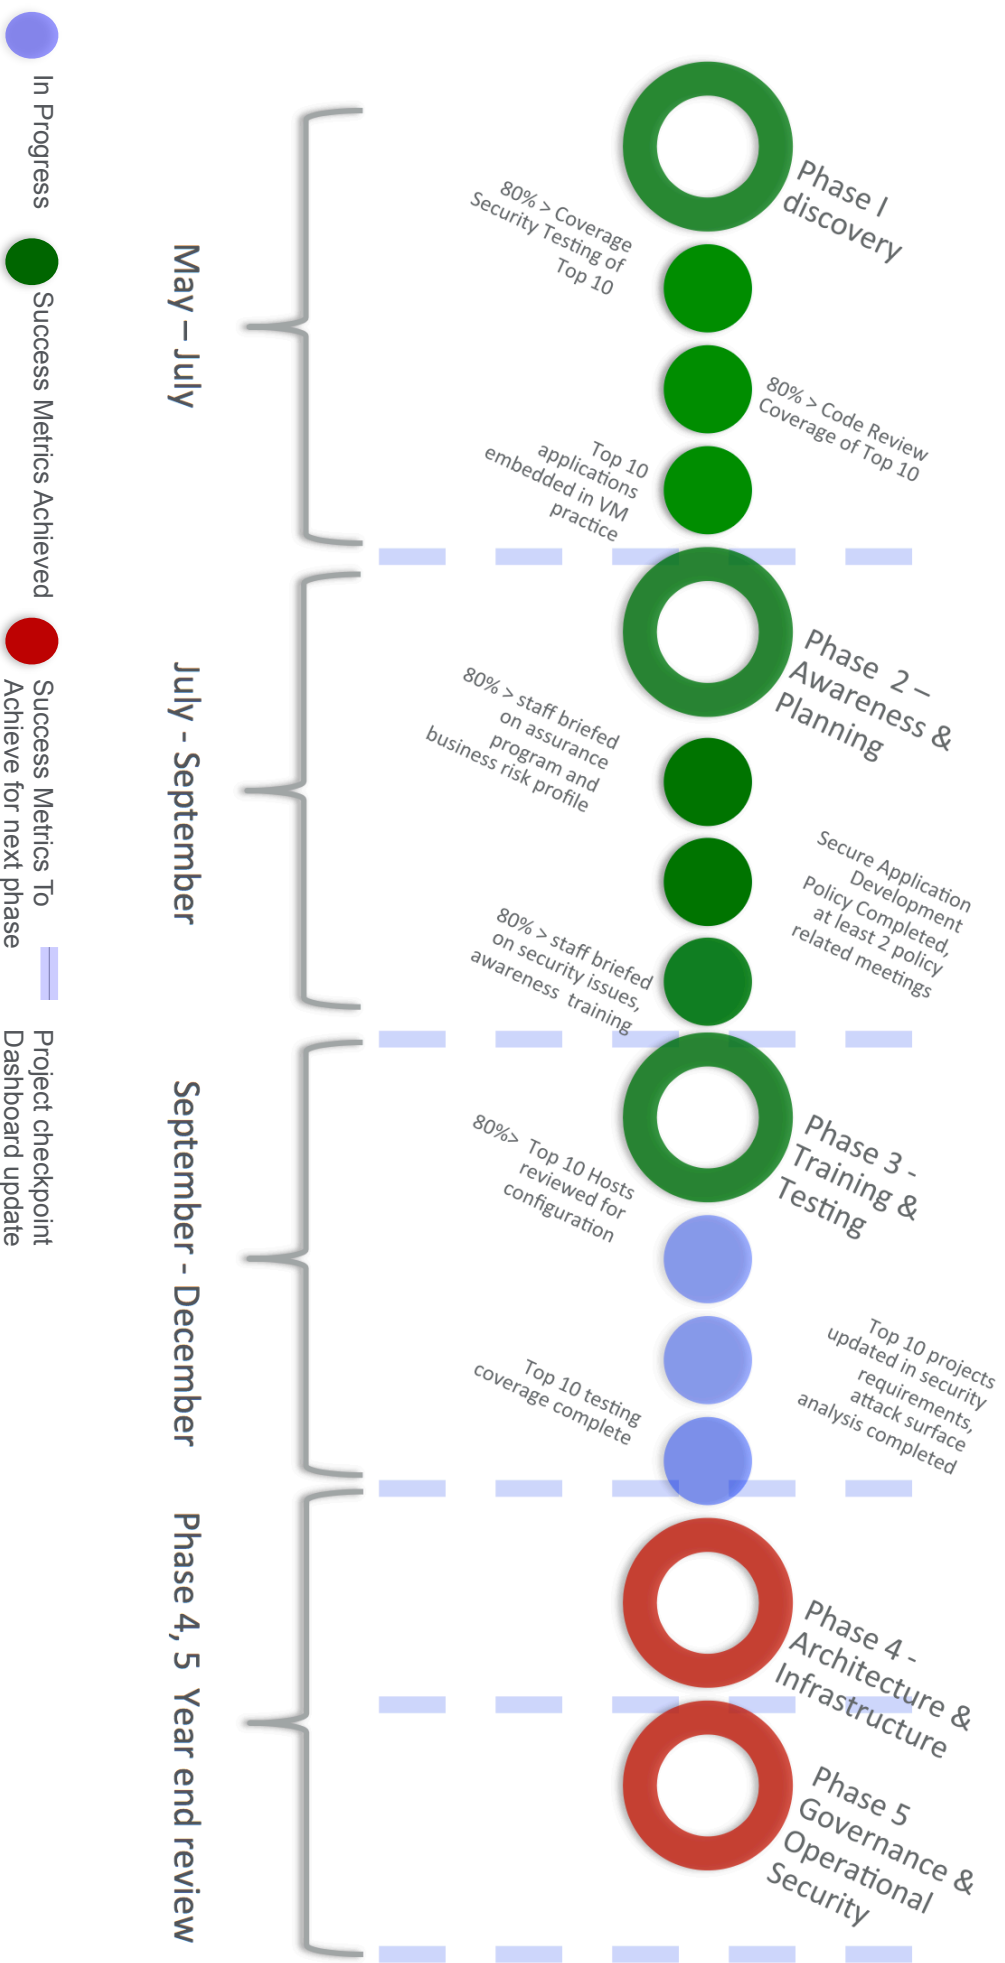 Phase I
discovery
80% > Coverage
Security Testing of
Top 10
80% > Code Review
Coverage of Top 10
Top 10
applications
embedded in VM
practice
Phase 2 –
Awareness &
Planning
80% > staff briefed
on assurance
program and
business risk profile
Secure Application
Development
Policy Completed,
at least 2 policy
related meetings
80% > staff briefed
on security issues,
awareness training
Phase 3 -
Training &
Testing
80%> Top 10 Hosts
reviewed for
configuration
Top 10 projects
updated in security
requirements,
attack surface
analysis completed
Top 10 testing
coverage complete
Phase 4 -
Architecture &
Infrastructure
Phase 5
Governance &
Operational
Security
May – July
July - September
September - December
Phase 4, 5 Year end review
In Progress
Success Metrics Achieved
Success Metrics To
Achieve for next phase
Project checkpoint
Dashboard update